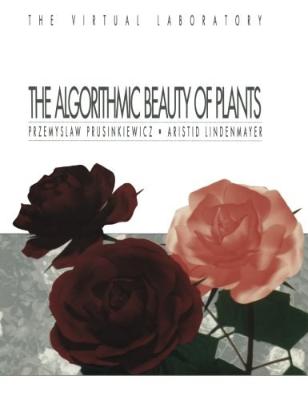 THE VIRTUAL LABORATORY
THE ALGORITHMIC BEAUTY OF PLANTS
PRZEMYSLAW PRUSINKIEWICZ • ARISTID LINDENMAYER